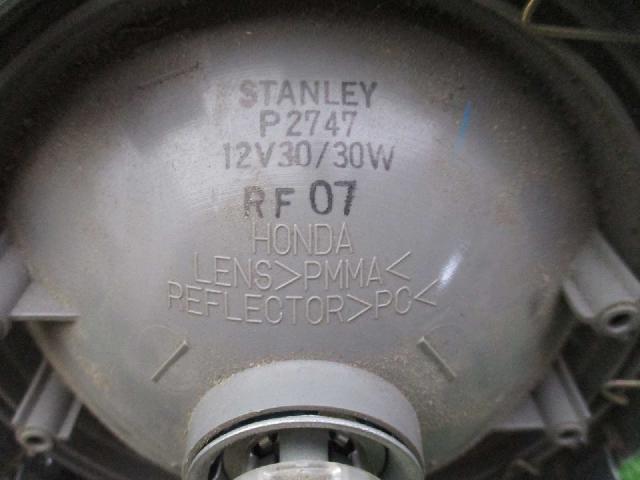 STANLEY
P2747
12V30/30W
RF 07
HONDA
LENS>PMMA<
REFLECTOR>PC<